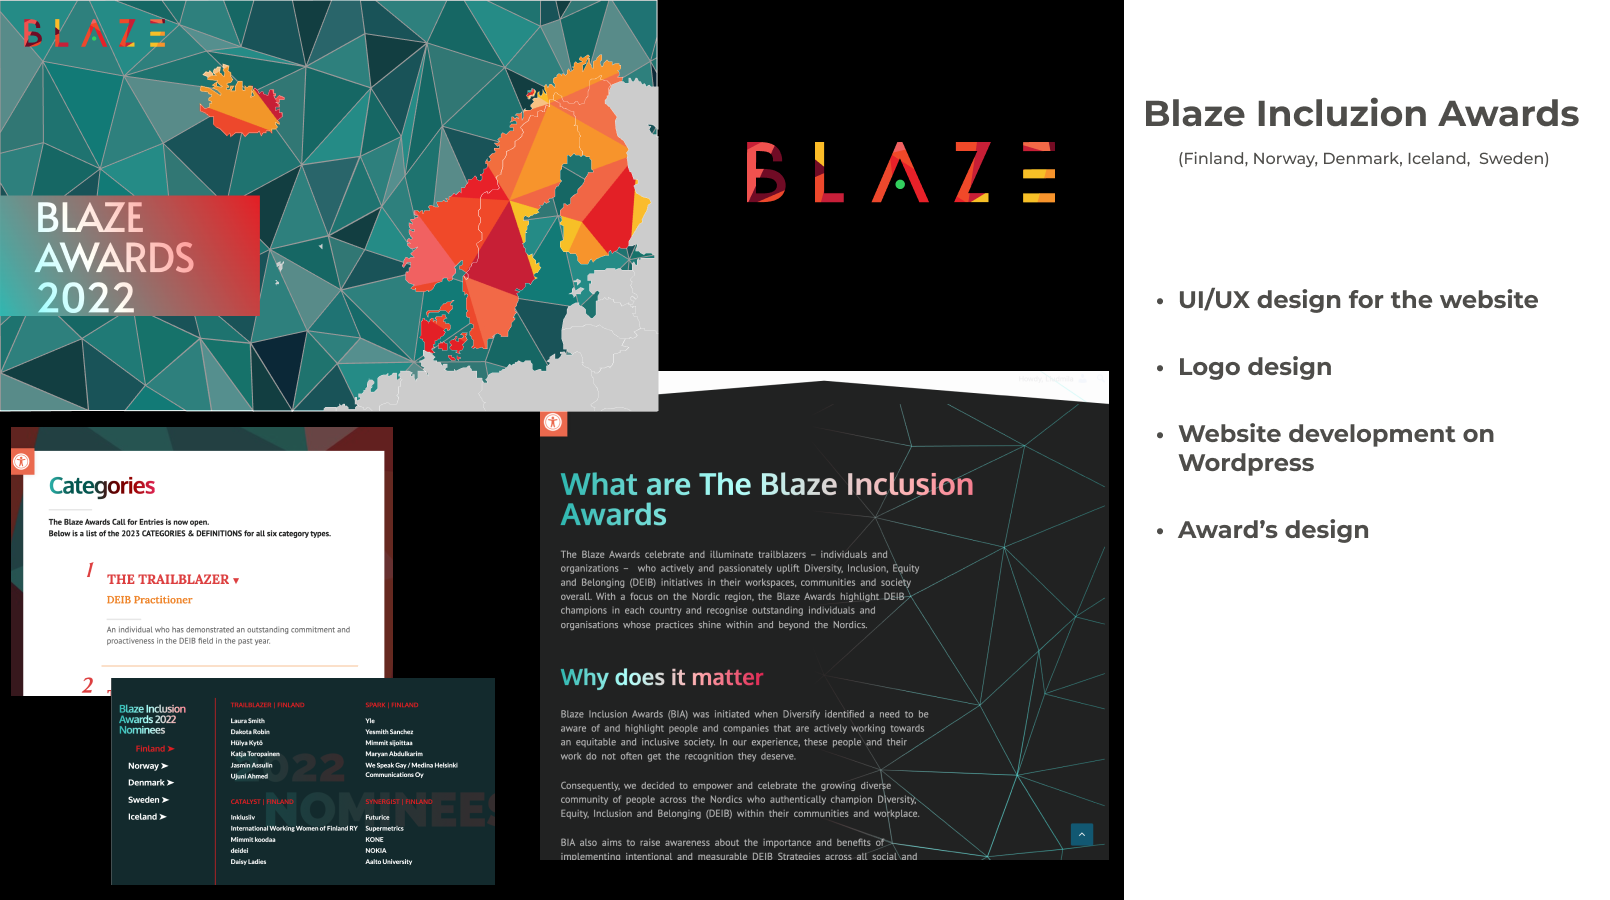 BLAZE
BLAZE
AWARDS
2022
BLAZE
Blaze Incluzion Awards
(Finland, Norway, Denmark, Iceland,  Sweden)
• UI/UX design for the website
• Logo design
• Website development on
Wordpress
• Award’s design
Categories
The Blaze Awards Call for Entries is now open.
Below is a list of the 2023 CATEGORIES & DEFINITIONS for all six category types.
1
THE TRAILBLAZER ▾
DEIB Practitioner
An individual who has demonstrated an outstanding commitment and
proactiveness in the DEIB field in the past year.
2
Blaze Inclusion
Awards 2022
Nominees
Finland ➤
Norway ➤
Denmark ➤
Sweden ➤
Iceland ➤
2022
NOMINEES
TRAILBLAZER | FINLAND
Laura Smith
Dakota Robin
Hülya Kytö
Katja Toropainen
Jasmin Assulin
Ujuni Ahmed
SPARK | FINLAND
Yle
Yesmith Sanchez
Mimmit sijoittaa
Maryan Abdulkarim
We Speak Gay / Medina Helsinki
Communications Oy
CATALYST | FINLAND
Inklusiiv
International Working Women of Finland RY
Mimmit koodaa
deidei
Daisy Ladies
SYNERGIST | FINLAND
Futurice
Supermetrics
KONE
NOKIA
Aalto University
What are The Blaze Inclusion
Awards
The Blaze Awards celebrate and illuminate trailblazers – individuals and
organizations –  who actively and passionately uplift Diversity, Inclusion, Equity
and Belonging (DEIB) initiatives in their workspaces, communities and society
overall. With a focus on the Nordic region, the Blaze Awards highlight DEIB
champions in each country and recognise outstanding individuals and
organisations whose practices shine within and beyond the Nordics.
Why does it matter
Blaze Inclusion Awards (BIA) was initiated when Diversify identified a need to be
aware of and highlight people and companies that are actively working towards
an equitable and inclusive society. In our experience, these people and their
work do not often get the recognition they deserve.
Consequently, we decided to empower and celebrate the growing diverse
community of people across the Nordics who authentically champion Diversity,
Equity, Inclusion and Belonging (DEIB) within their communities and workplace.
BIA also aims to raise awareness about the importance and benefits of
implementing intentional and measurable DEIB Strategies across all social and